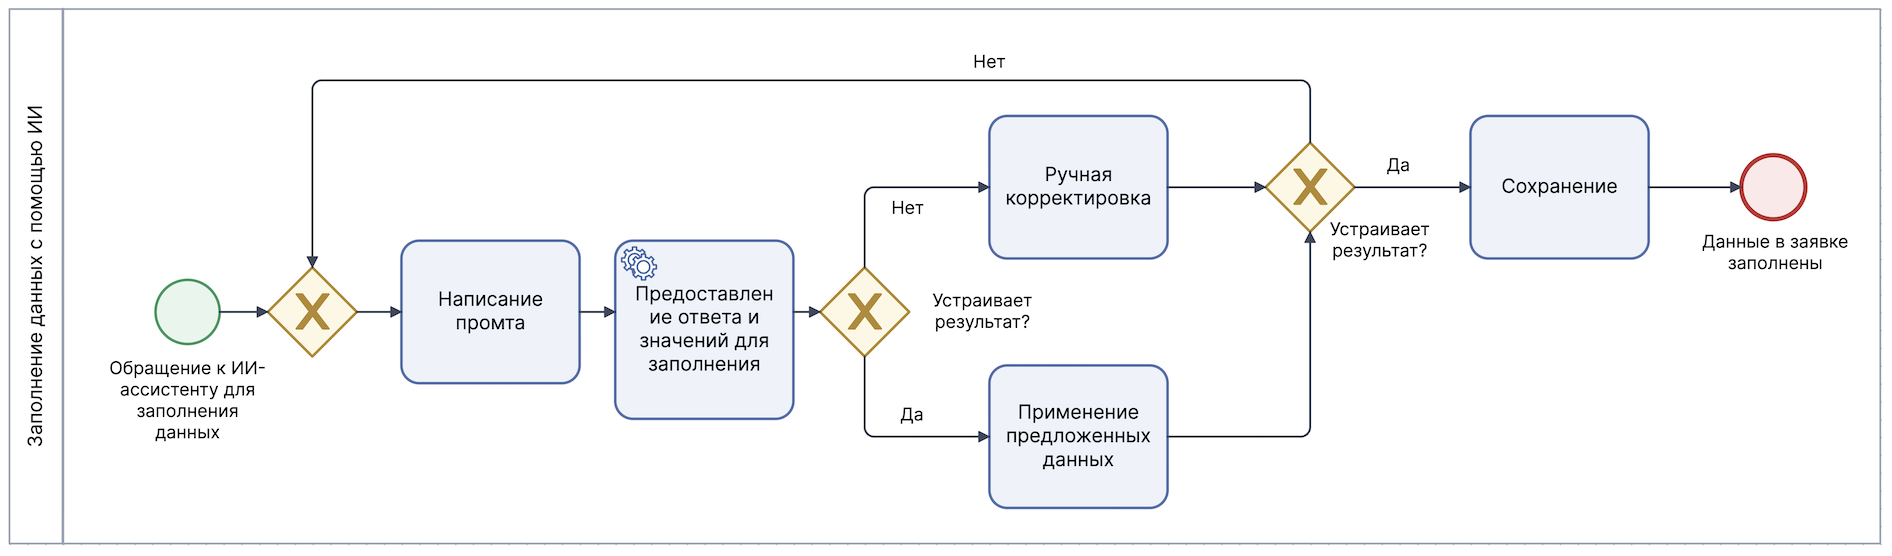 Заполнение данных с помощью ИИ
Обращение к ИИ-
ассистенту для
заполнения
данных
Написание
промта
Предоставлен
ие ответа и
значений для
заполнения
Устраивает
результат?
Нет
Ручная
корректировка
Да
Применение
предложенных
данных
Нет
Устраивает
результат?
Да
Сохранение
Данные в заявке
заполнены